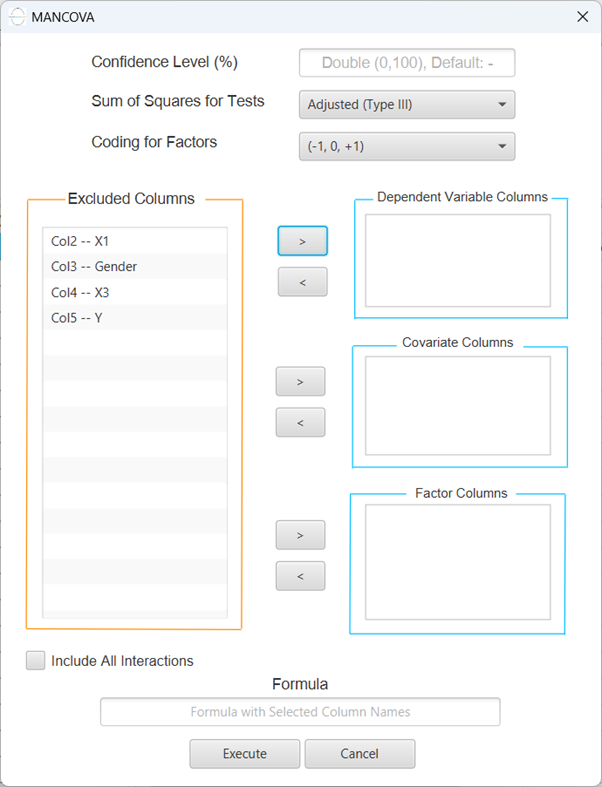 MANCOVA
Confidence Level (%)
Double (0,100), Default: -
Sum of Squares for Tests
Adjusted (Type III)
Coding for Factors
(-1, 0, +1)
Excluded Columns
Col2 -- X1
Col3 -- Gender
Col4 -- X3
Col5 -- Y
>
<
Dependent Variable Columns
>
<
Covariate Columns
>
<
Factor Columns
Include All Interactions
Formula
Formula with Selected Column Names
Execute
Cancel